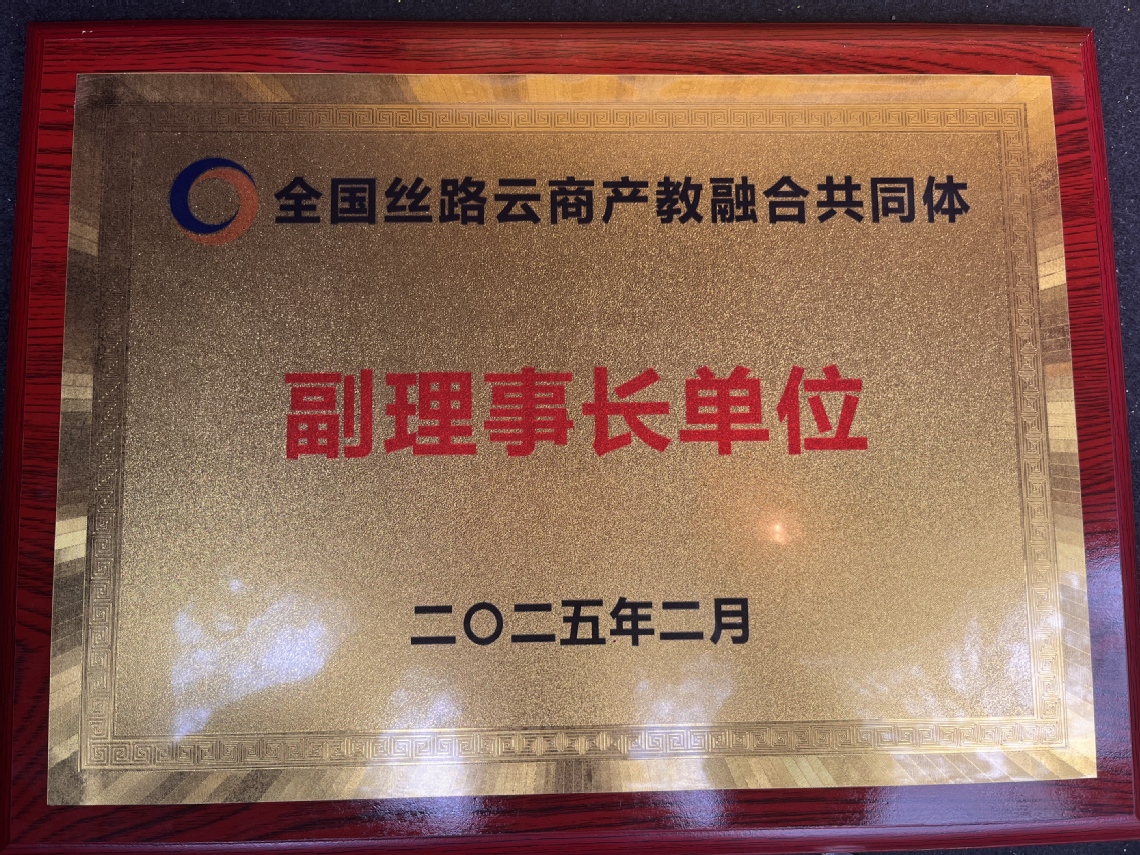 全国丝路云商产教融合共同体
副理事长单位
二〇二五年二月